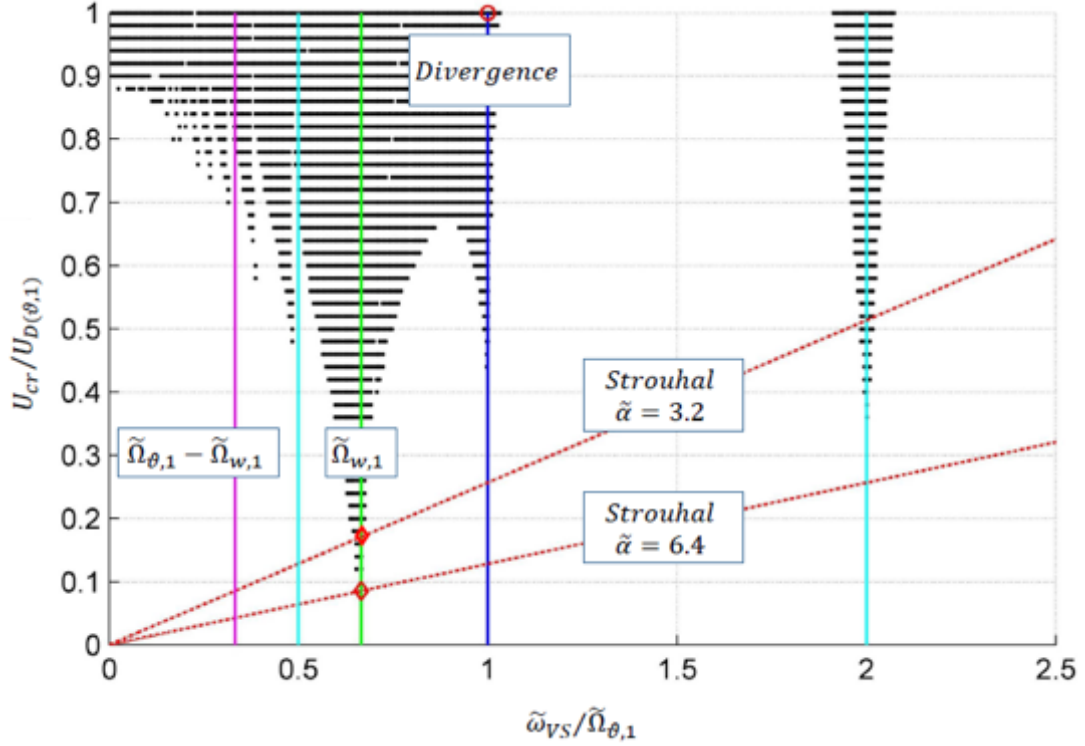 1
0.9
0.8
0.7
0.6
0.5
0.4
0.3
0.2
0.1
0
U_cr/U_D(ϑ,1)
Divergence
Strouhal
α̃ = 3.2
Ω̃_ϑ,1 − Ω̃_w,1
Ω̃_w,1
Strouhal
α̃ = 6.4
0 0.5 1 1.5 2 2.5
ω̃_VS/Ω̃_ϑ,1